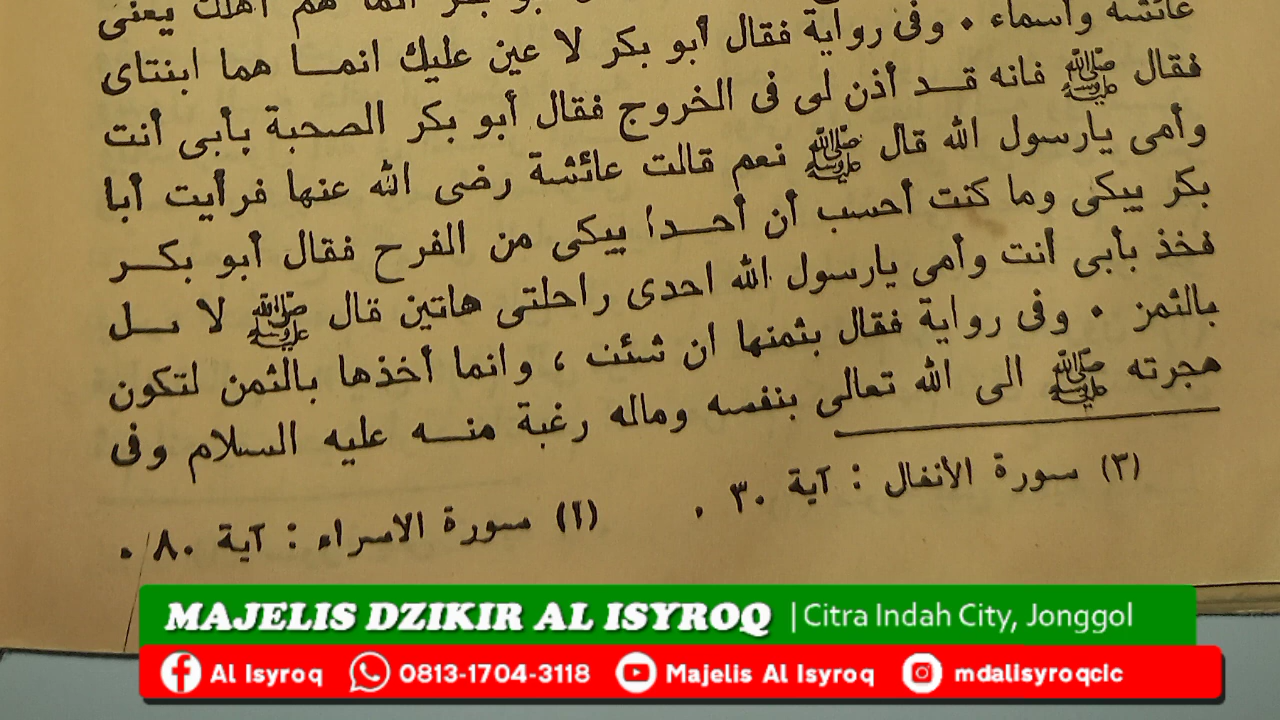 عائشة وأسماء . وفى رواية فقال أبو بكر لا عين عليك انما هما ابنتاى
فقال ﷺ فانه قد أذن لى فى الخروج فقال أبو بكر الصحبة بأبى أنت
وأمى يارسول الله قال ﷺ نعم قالت عائشة رضى الله عنها فرأيت أبا
بكر يبكى وما كنت أحسب أن أحدا يبكى من الفرح فقال أبو بكر
فخذ بأبى أنت وأمى يارسول الله احدى راحلتى هاتين قال ﷺ لا بل
بالثمز . وفى رواية فقال بثمنها ان شئت ، وانما أخذها بالثمن لتكون
هجرته ﷺ الى الله تعالى بنفسه وماله رغبة منه عليه السلام وفى
(٣) سورة الأنفال : آية ٣٠ .
(١) سورة الاسراء : آية ٨٠ .
MAJELIS DZIKIR AL ISYROQ | Citra Indah City, Jonggol
Al Isyroq 0813-1704-3118 Majelis Al Isyroq mdalisyroqcic